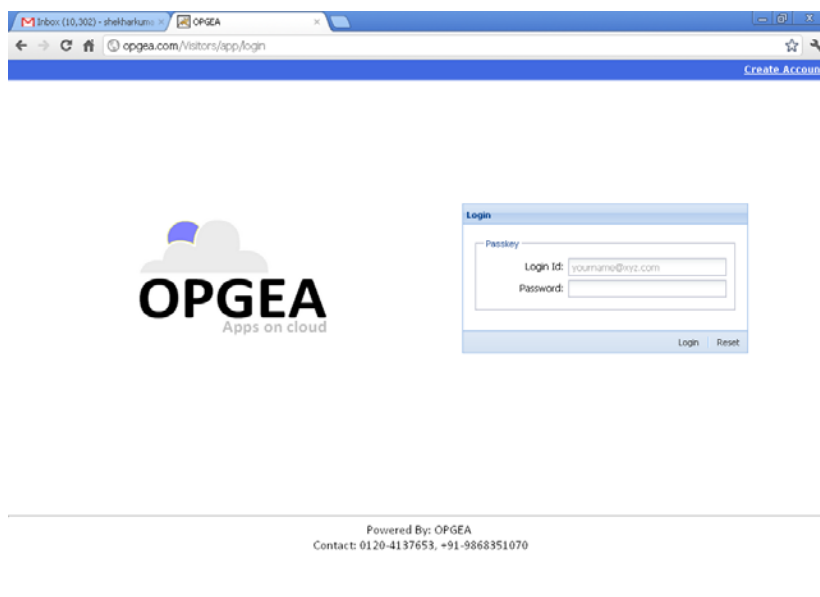 Inbox (10,302) - shekharkuma
OPGEA
opgea.com/Visitors/app/login
Create Accoun
Login
Passkey
Login Id: yourname@xyz.com
Password:
Login Reset
OPGEA
Apps on cloud
Powered By: OPGEA
Contact: 0120-4137653, +91-9868351070